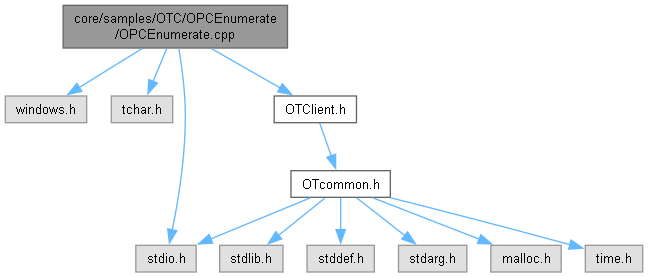 core/samples/OTC/OPCEnumerate
/OPCEnumerate.cpp
windows.h
tchar.h
OTClient.h
OTcommon.h
stdio.h
stdlib.h
stddef.h
stdarg.h
malloc.h
time.h